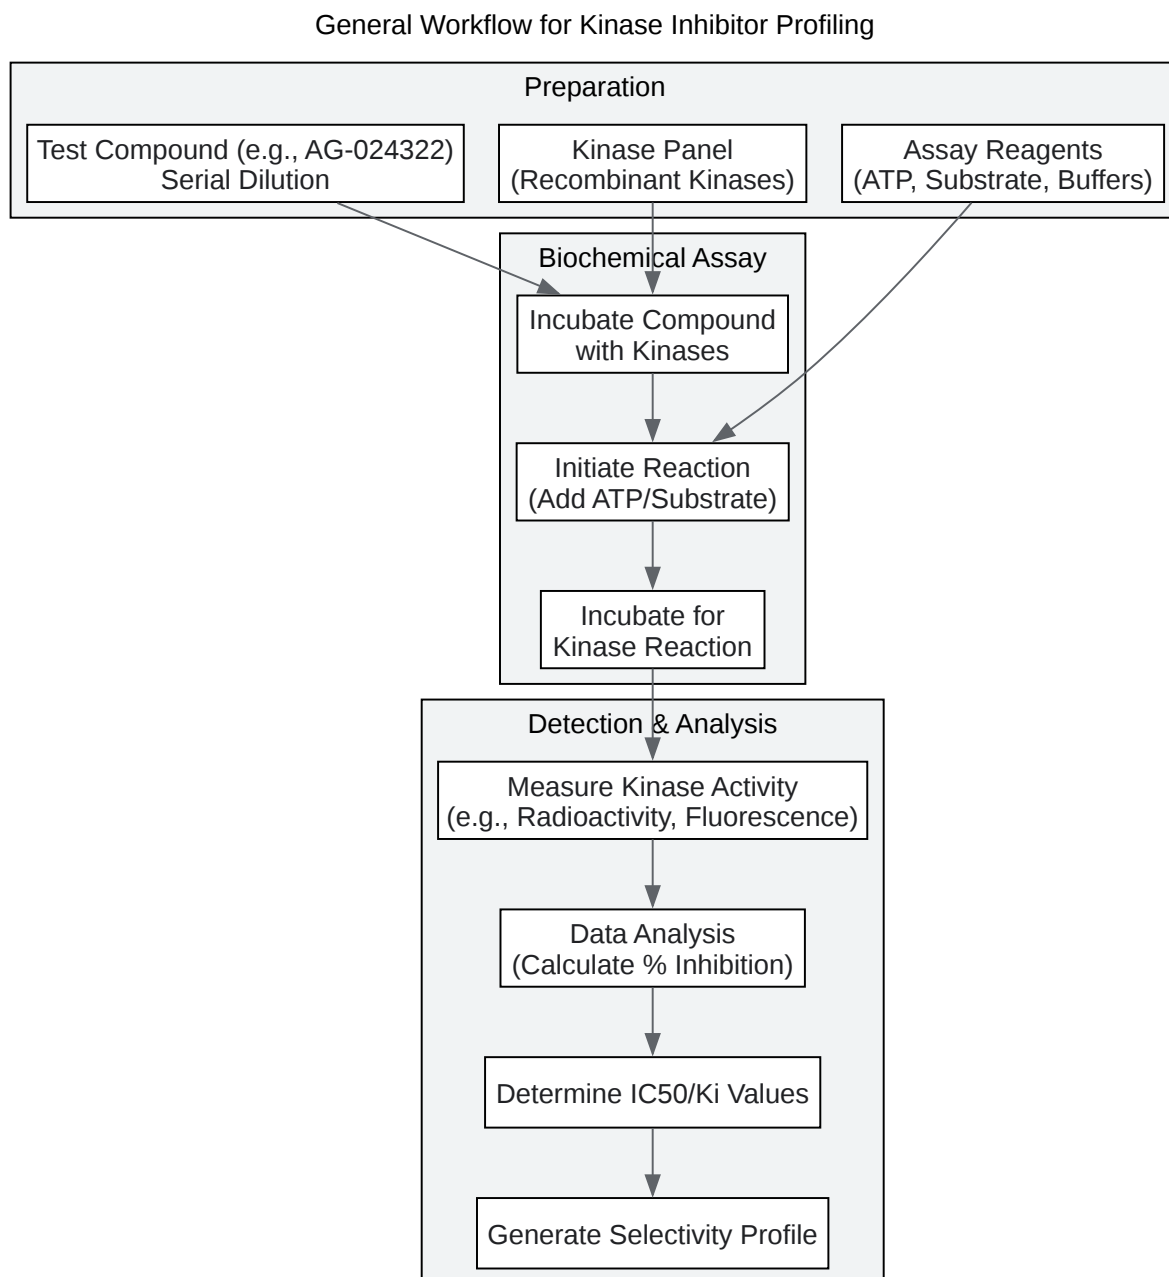 General Workflow for Kinase Inhibitor Profiling
Preparation
Test Compound (e.g., AG-024322)
Serial Dilution
Kinase Panel
(Recombinant Kinases)
Assay Reagents
(ATP, Substrate, Buffers)
Biochemical Assay
Incubate Compound
with Kinases
Initiate Reaction
(Add ATP/Substrate)
Incubate for
Kinase Reaction
Detection & Analysis
Measure Kinase Activity
(e.g., Radioactivity, Fluorescence)
Data Analysis
(Calculate % Inhibition)
Determine IC50/Ki Values
Generate Selectivity Profile